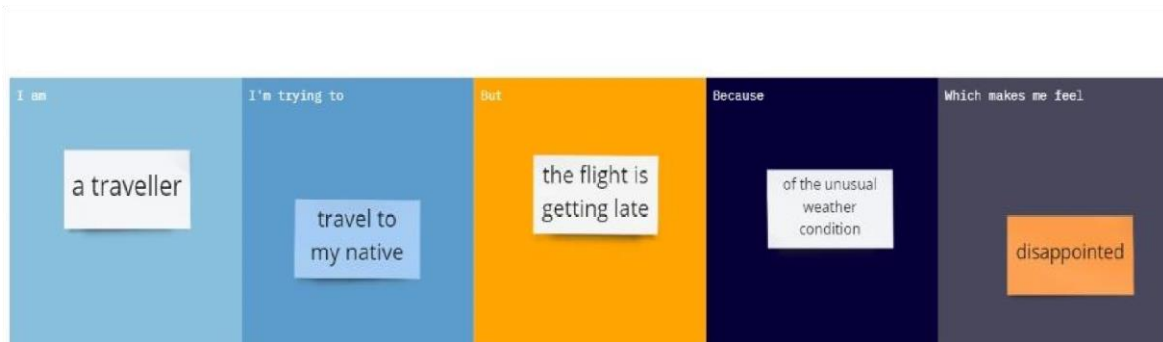 I am
a traveller
I'm trying to
travel to
my native
But
the flight is
getting late
Because
of the unusual
weather
condition
Which makes me feel
disappointed